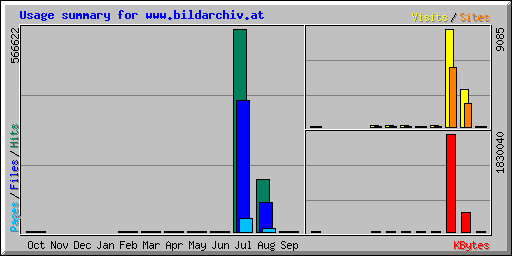 Usage summary for www.bildarchiv.at
Visits/Sites
566622
9085
1830040
Pages/Files/Hits
Oct Nov Dec Jan Feb Mar Apr May Jun Jul Aug Sep
KBytes